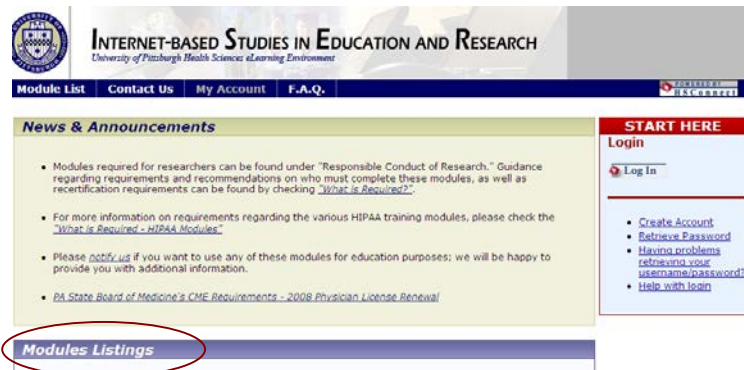 INTERNET-BASED STUDIES IN EDUCATION AND RESEARCH
University of Pittsburgh Health Sciences eLearning Environment
Module List Contact Us My Account F.A.Q.
POWERED BY
HSConnect
News & Announcements
• Modules required for researchers can be found under "Responsible Conduct of Research." Guidance
regarding requirements and recommendations on who must complete these modules, as well as
recertification requirements can be found by checking "What is Required?".
• For more information on requirements regarding the various HIPAA training modules, please check the
"What is Required - HIPAA Modules"
• Please notify us if you want to use any of these modules for education purposes; we will be happy to
provide you with additional information.
• PA State Board of Medicine's CME Requirements - 2008 Physician License Renewal
START HERE
Login
Log In
• Create Account
• Retrieve Password
• Having problems
retrieving your
username/password?
• Help with login
Modules Listings